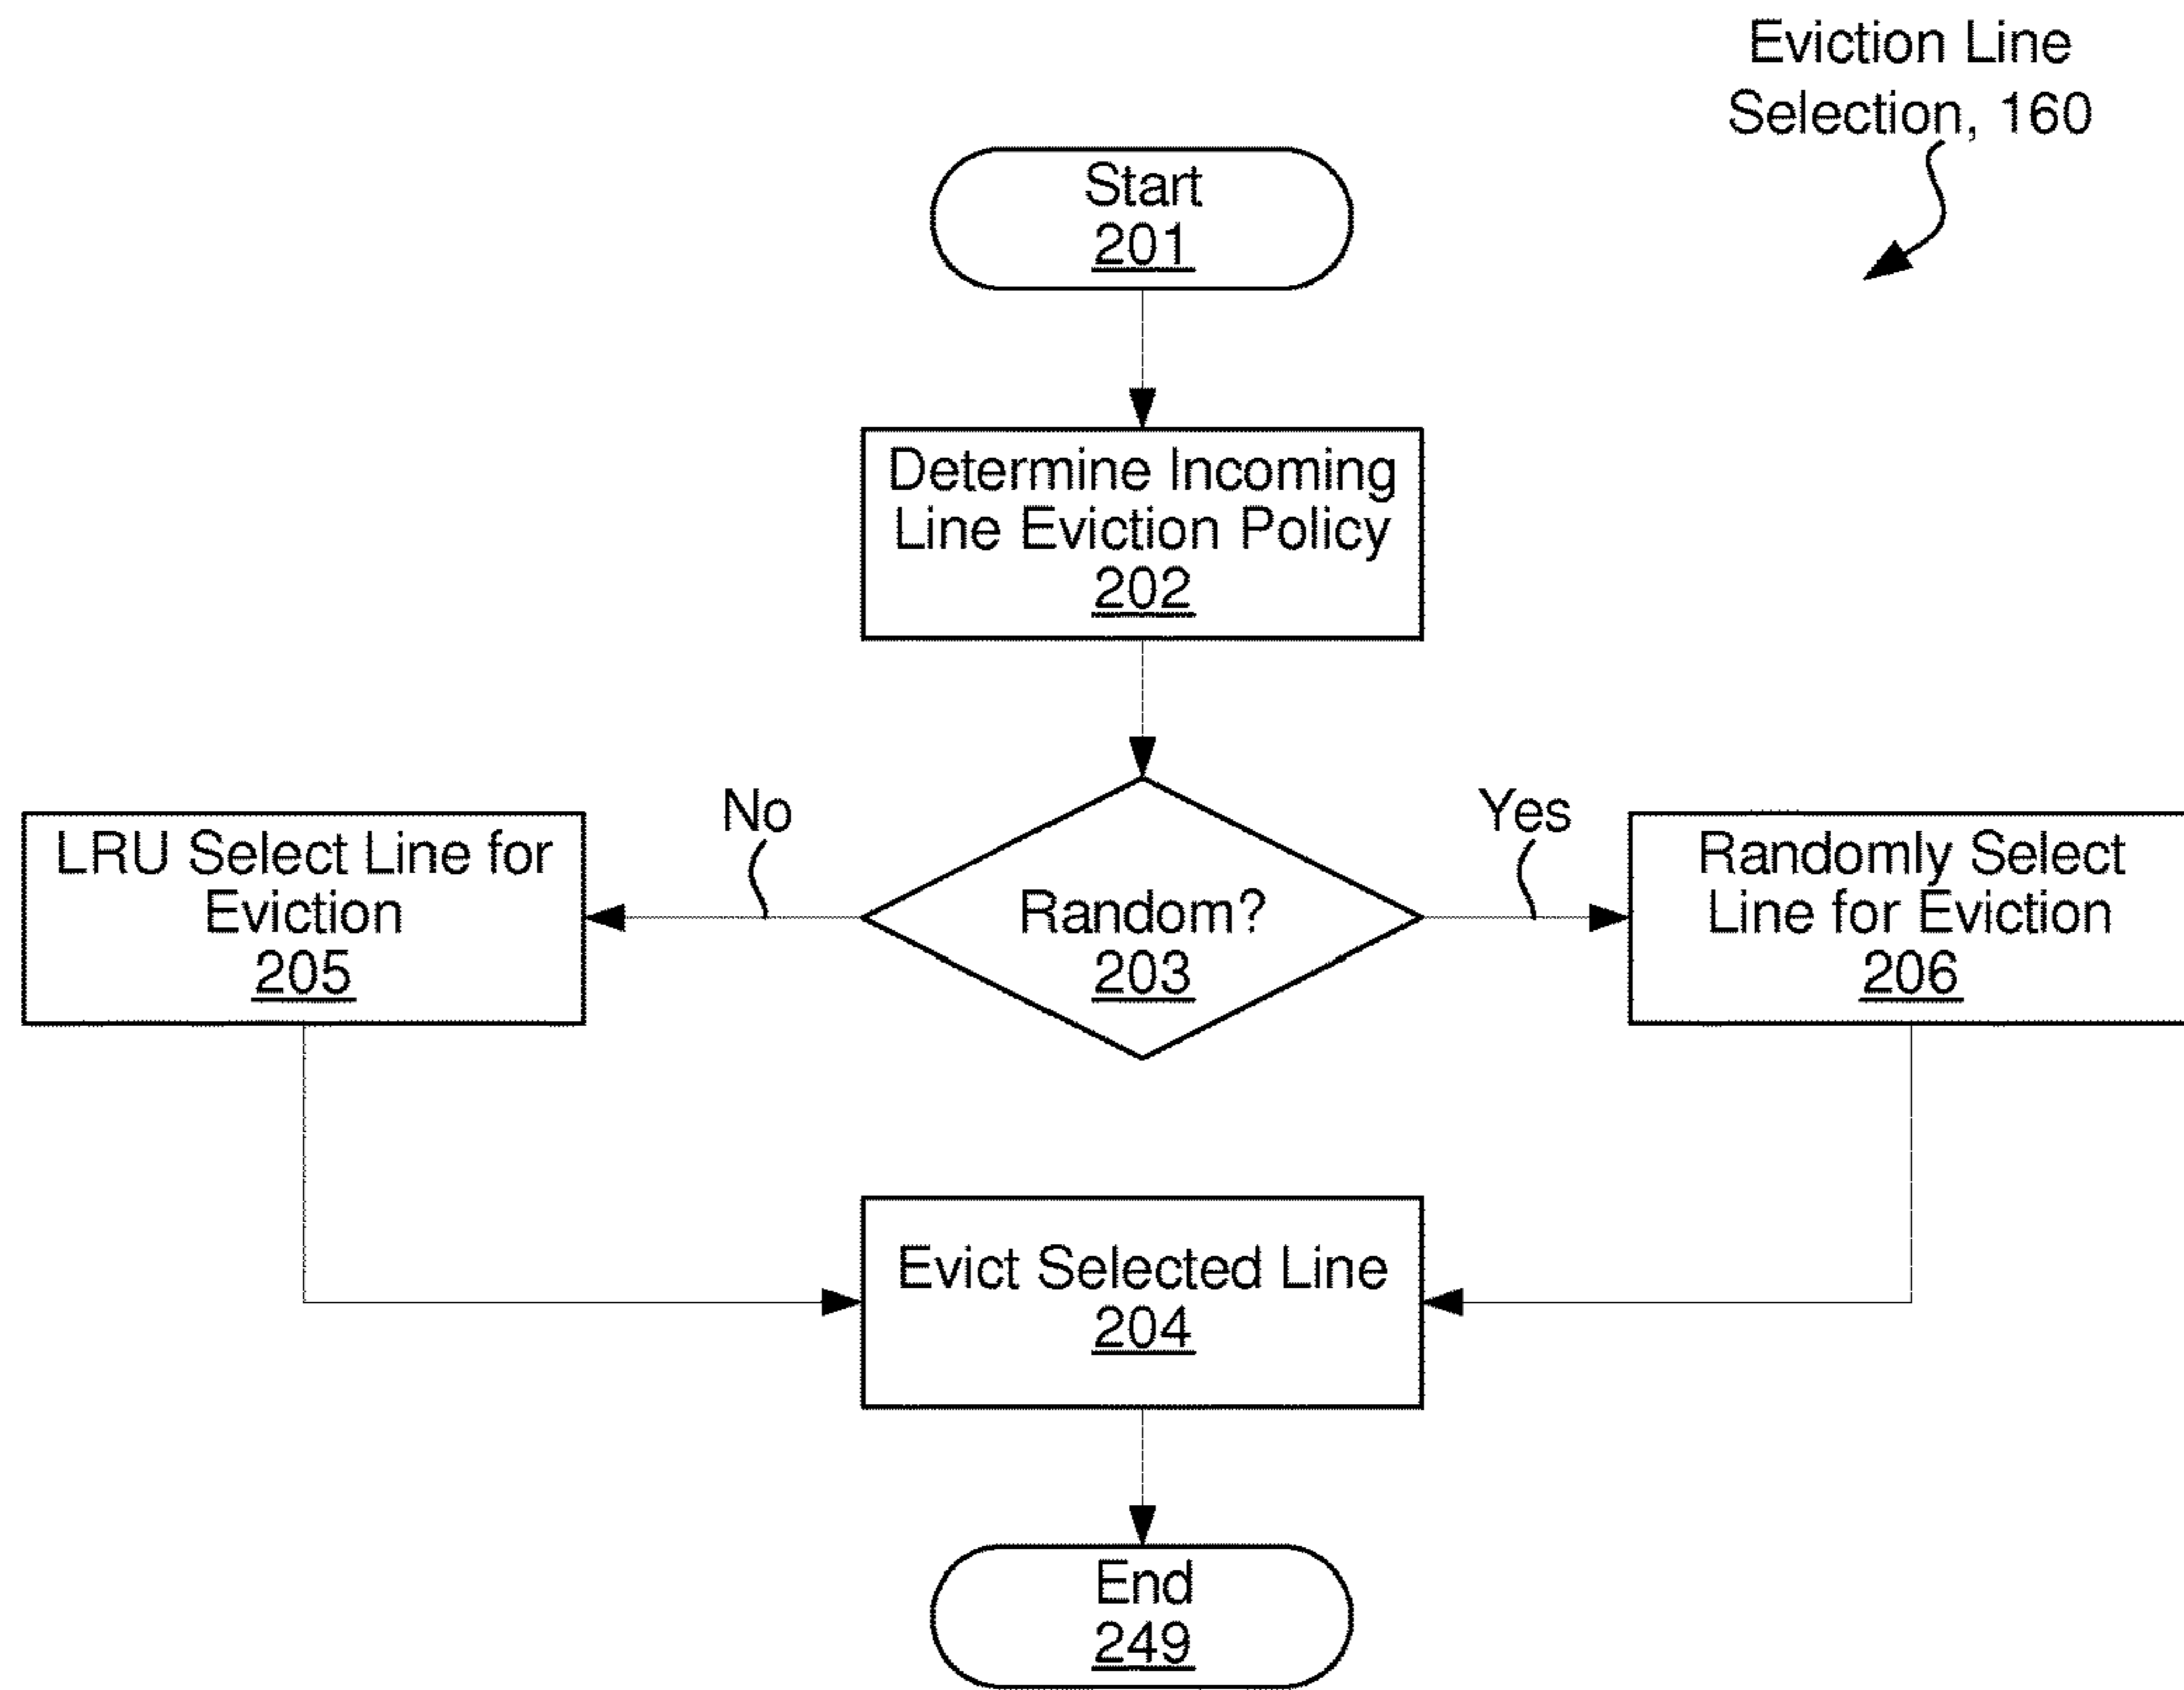 Eviction Line
Selection, 160
Start
201
Determine Incoming
Line Eviction Policy
202
No
Yes
LRU Select Line for
Eviction
205
Random?
203
Randomly Select
Line for Eviction
206
Evict Selected Line
204
End
249